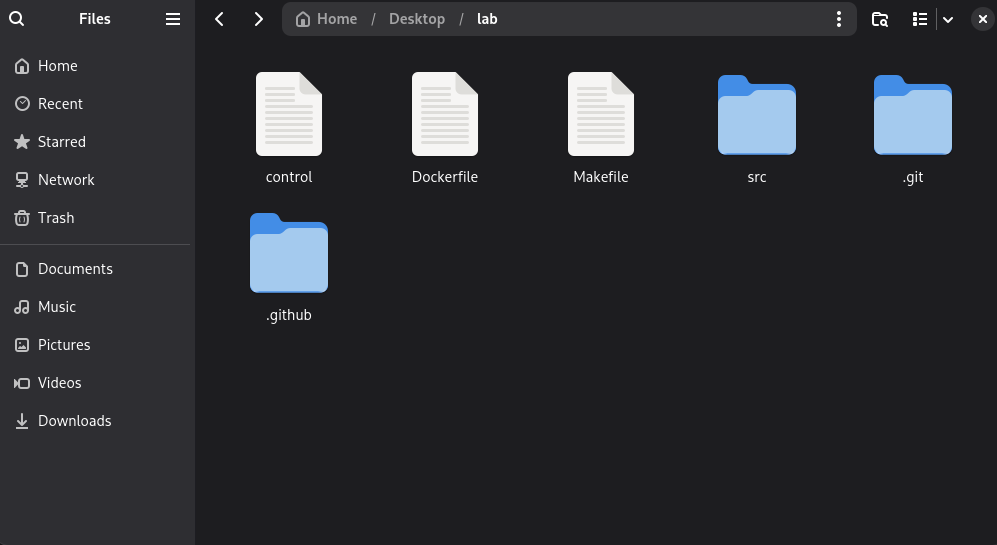 Files
Home / Desktop / lab
Home
Recent
Starred
Network
Trash
Documents
Music
Pictures
Videos
Downloads
control
Dockerfile
Makefile
src
.git
.github